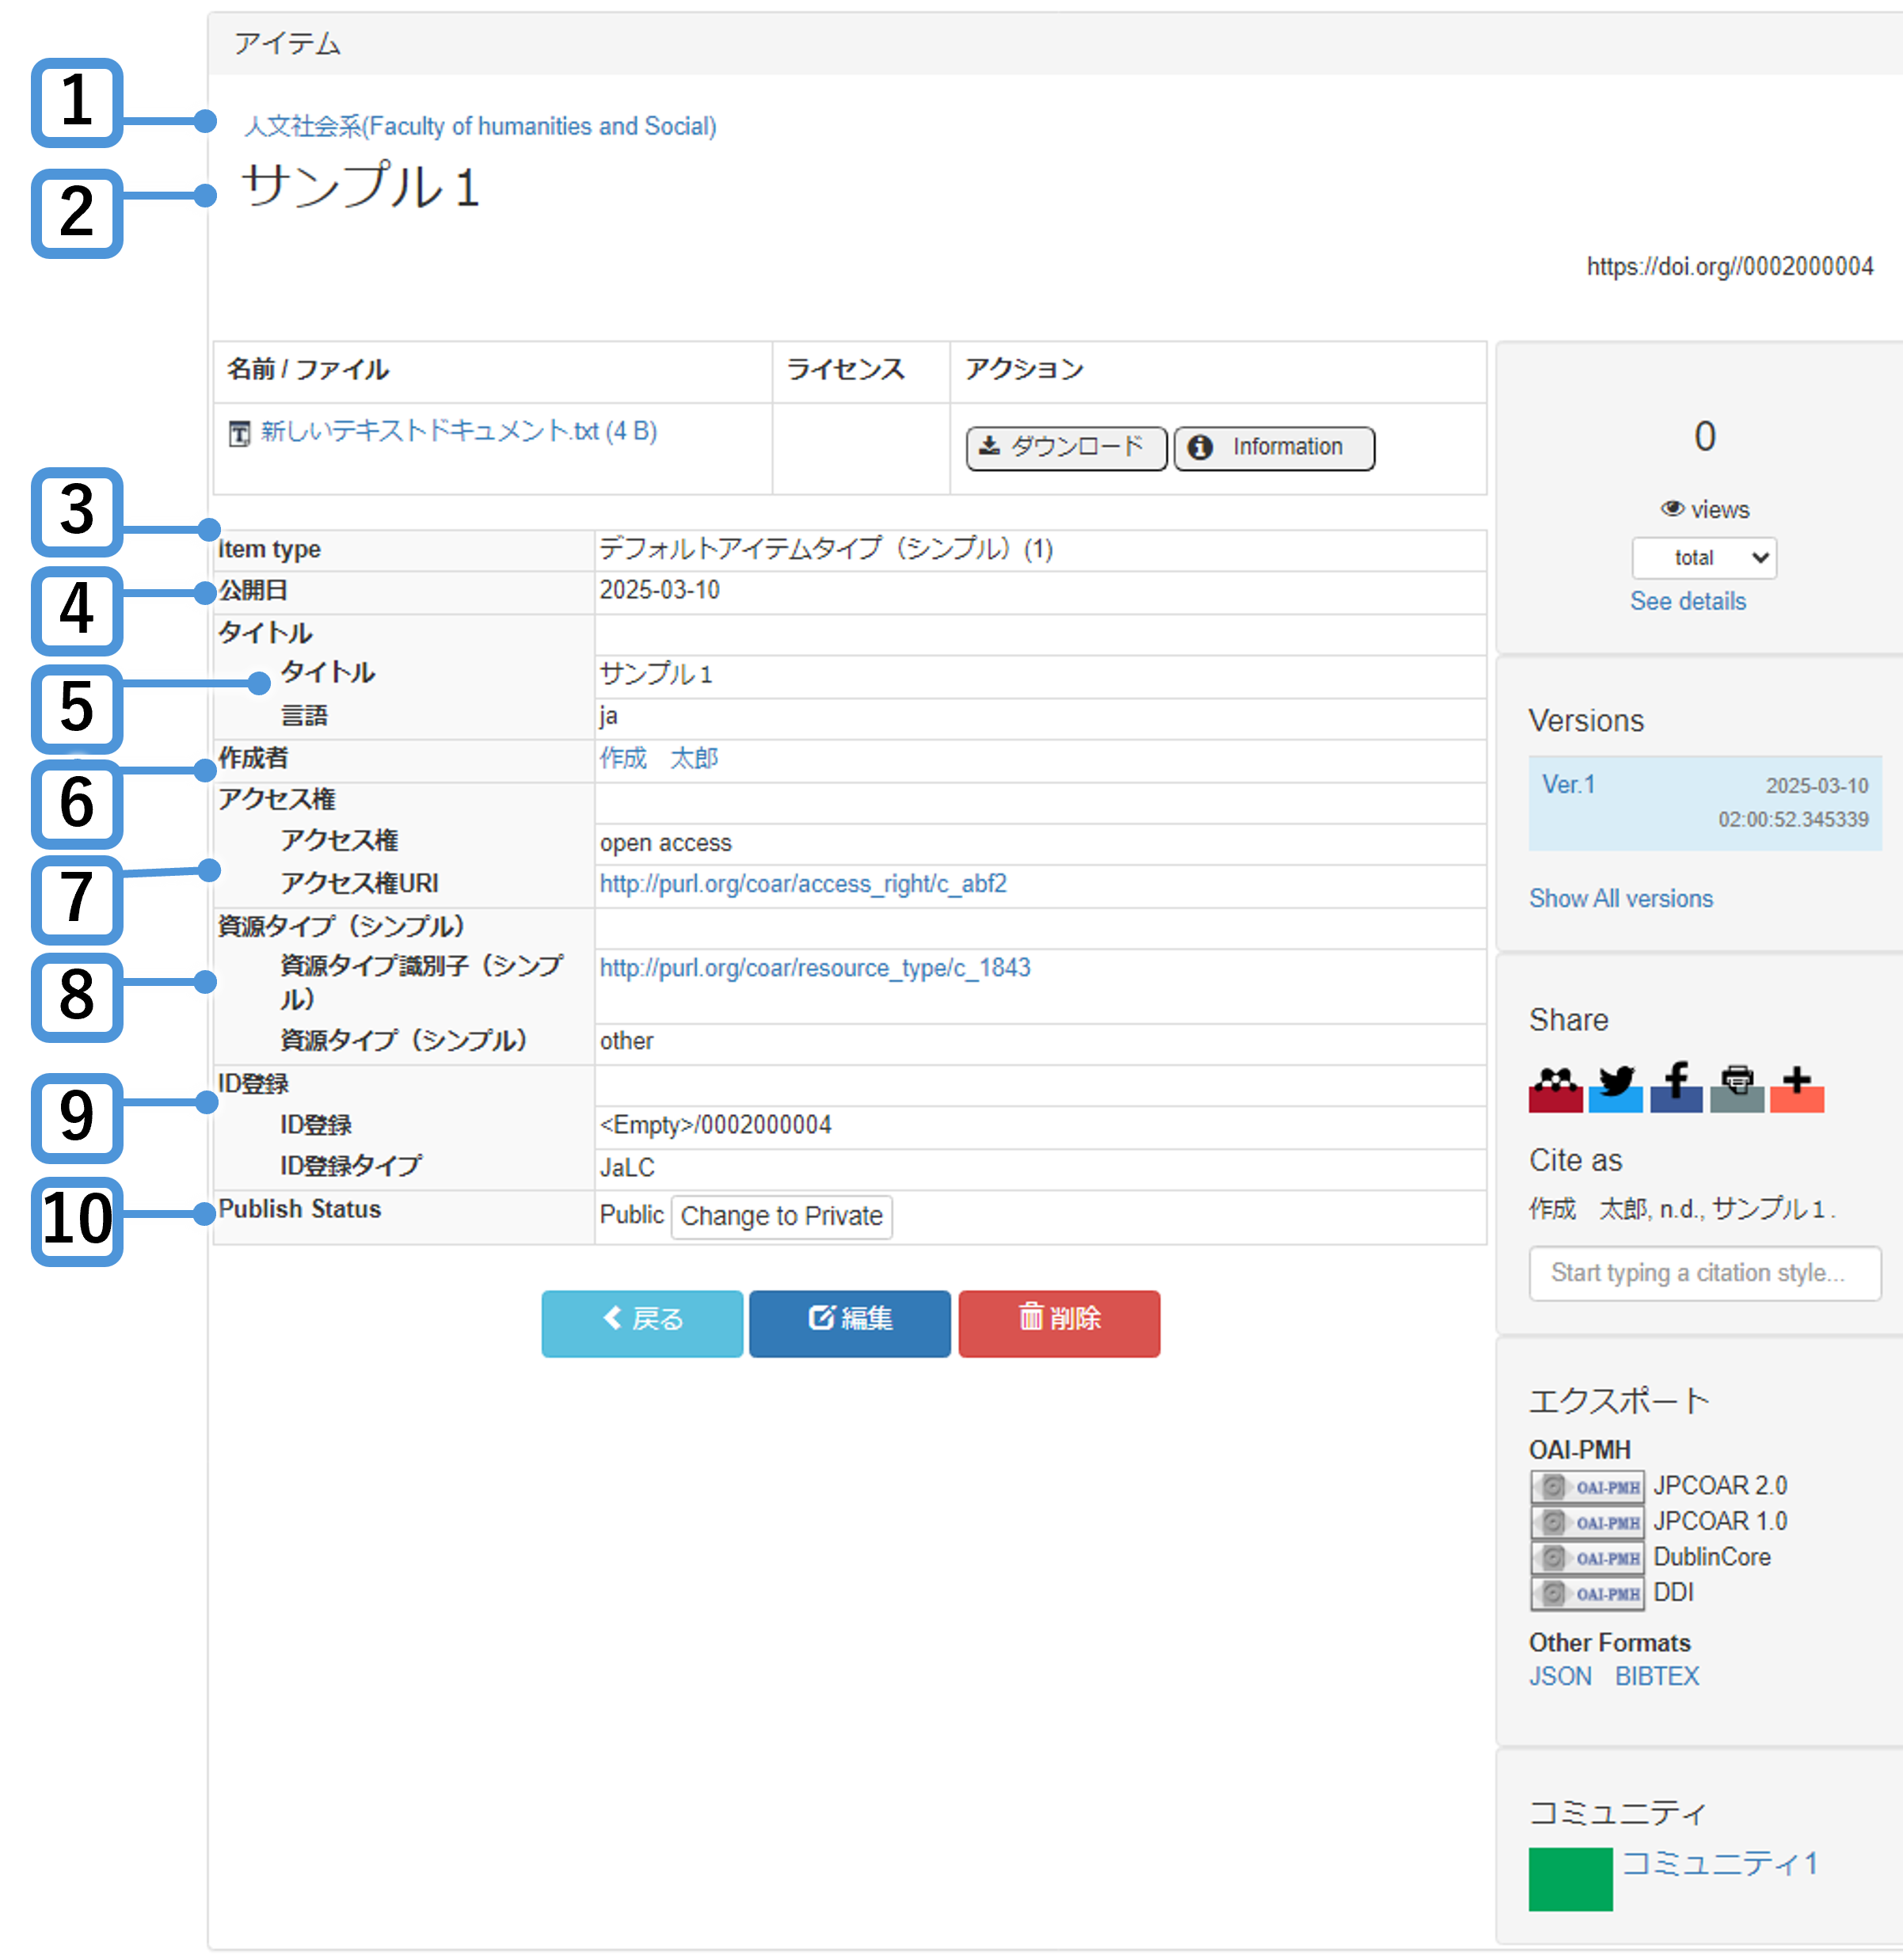 アイテム
1
人文社会系(Faculty of humanities and Social)
2
サンプル１
https://doi.org//0002000004
名前 / ファイル ライセンス アクション
新しいテキストドキュメント.txt (4 B) ダウンロード Information
3
Item type デフォルトアイテムタイプ（シンプル）(1)
4
公開日 2025-03-10
タイトル
5
タイトル サンプル１
言語 ja
6
作成者 作成　太郎
アクセス権
アクセス権 open access
7
アクセス権URI http://purl.org/coar/access_right/c_abf2
資源タイプ（シンプル）
8
資源タイプ識別子（シンプ http://purl.org/coar/resource_type/c_1843
ル）
資源タイプ（シンプル） other
9
ID登録
ID登録 <Empty>/0002000004
ID登録タイプ JaLC
10
Publish Status Public Change to Private
戻る 編集 削除
0
views
total
See details
Versions
Ver.1 2025-03-10
02:00:52.345339
Show All versions
Share
Cite as
作成　太郎, n.d., サンプル１.
Start typing a citation style...
エクスポート
OAI-PMH
OAI-PMH JPCOAR 2.0
OAI-PMH JPCOAR 1.0
OAI-PMH DublinCore
OAI-PMH DDI
Other Formats
JSON BIBTEX
コミュニティ
コミュニティ1